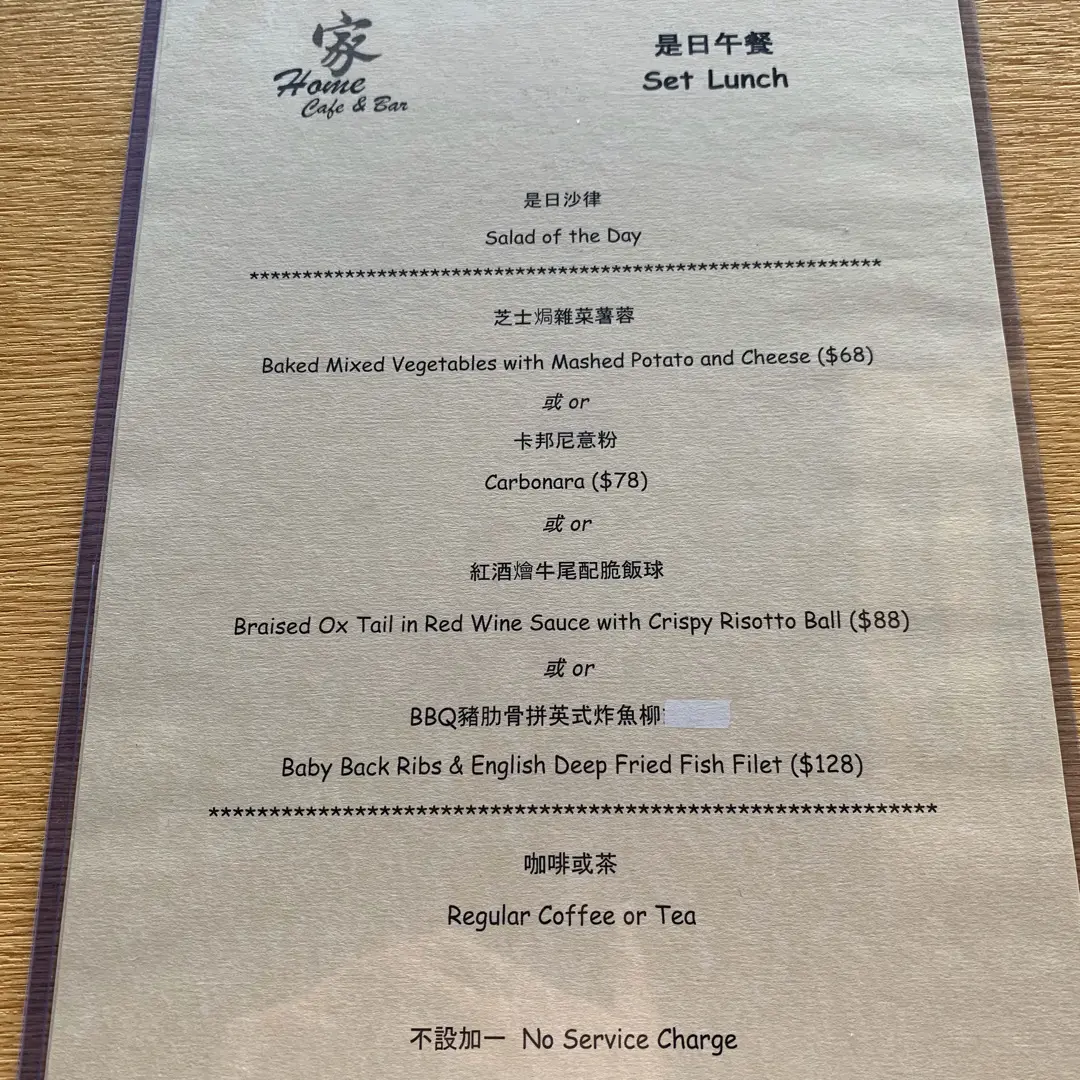 家
Home
Cafe & Bar
是日午餐
Set Lunch
是日沙律
Salad of the Day
************************************************************
芝士焗雜菜薯蓉
Baked Mixed Vegetables with Mashed Potato and Cheese ($68)
或 or
卡邦尼意粉
Carbonara ($78)
或 or
紅酒燴牛尾配脆飯球
Braised Ox Tail in Red Wine Sauce with Crispy Risotto Ball ($88)
或 or
BBQ豬肋骨拼英式炸魚柳
Baby Back Ribs & English Deep Fried Fish Filet ($128)
************************************************************
咖啡或茶
Regular Coffee or Tea
不設加一 No Service Charge